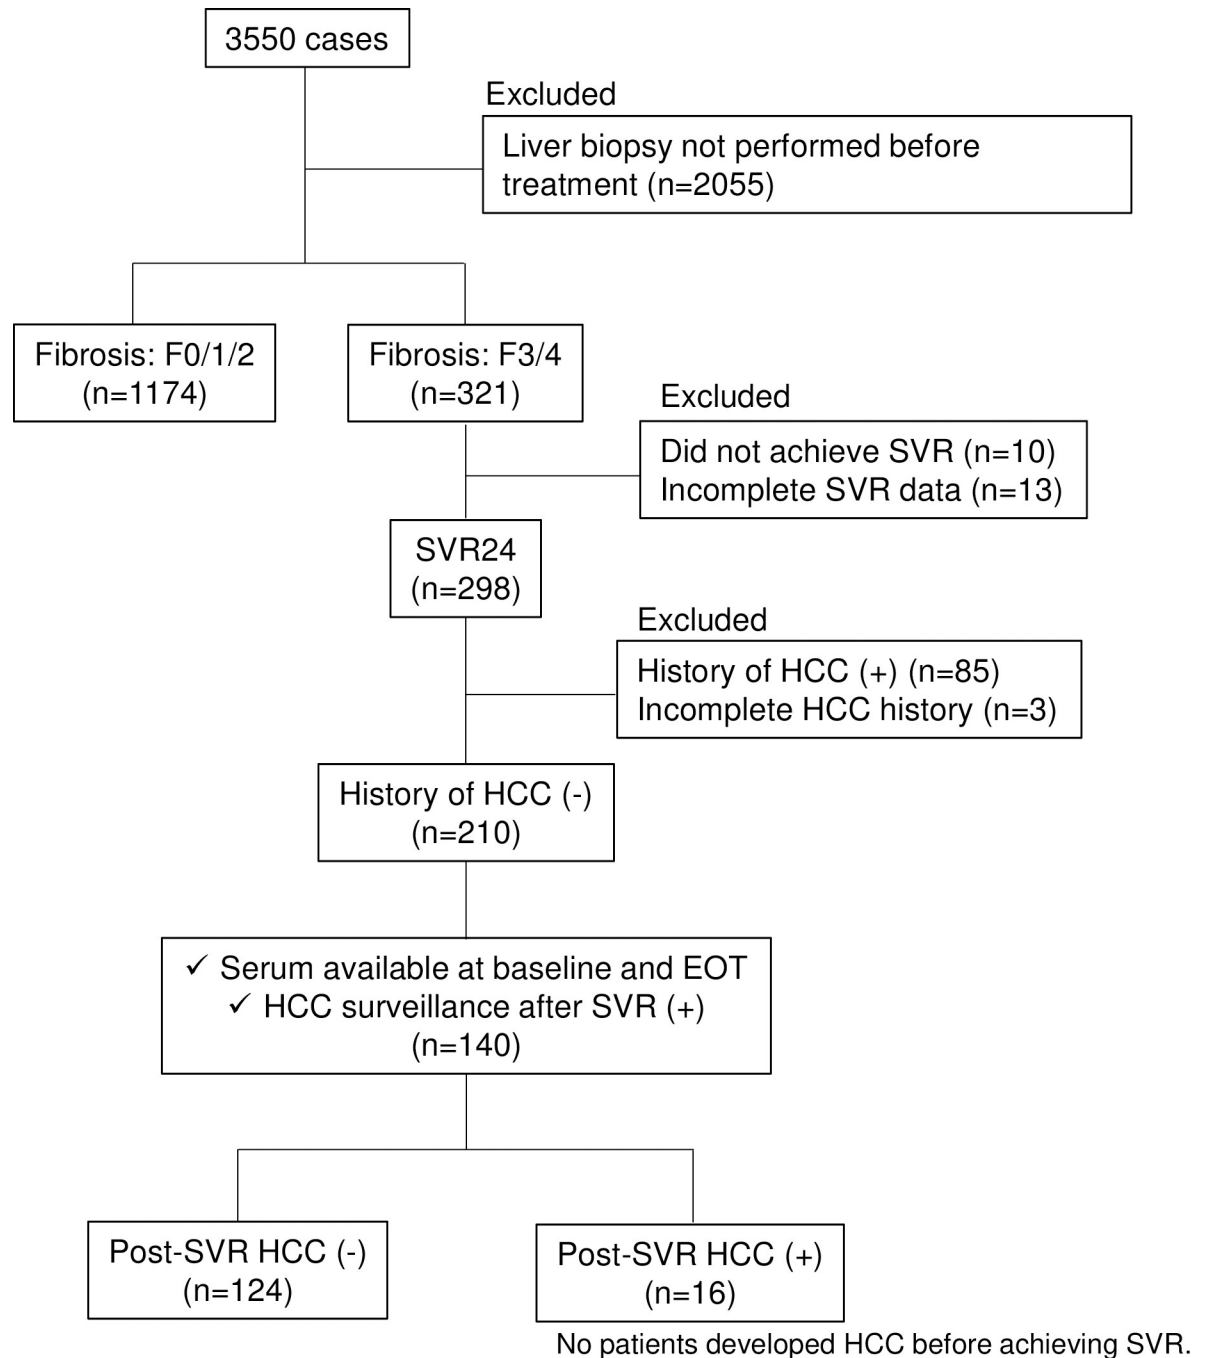 3550 cases
Excluded
Liver biopsy not performed before
treatment (n=2055)
Fibrosis: F0/1/2
(n=1174)
Fibrosis: F3/4
(n=321)
Excluded
Did not achieve SVR (n=10)
Incomplete SVR data (n=13)
SVR24
(n=298)
Excluded
History of HCC (+) (n=85)
Incomplete HCC history (n=3)
History of HCC (-)
(n=210)
✓ Serum available at baseline and EOT
✓ HCC surveillance after SVR (+)
(n=140)
Post-SVR HCC (-)
(n=124)
Post-SVR HCC (+)
(n=16)
No patients developed HCC before achieving SVR.